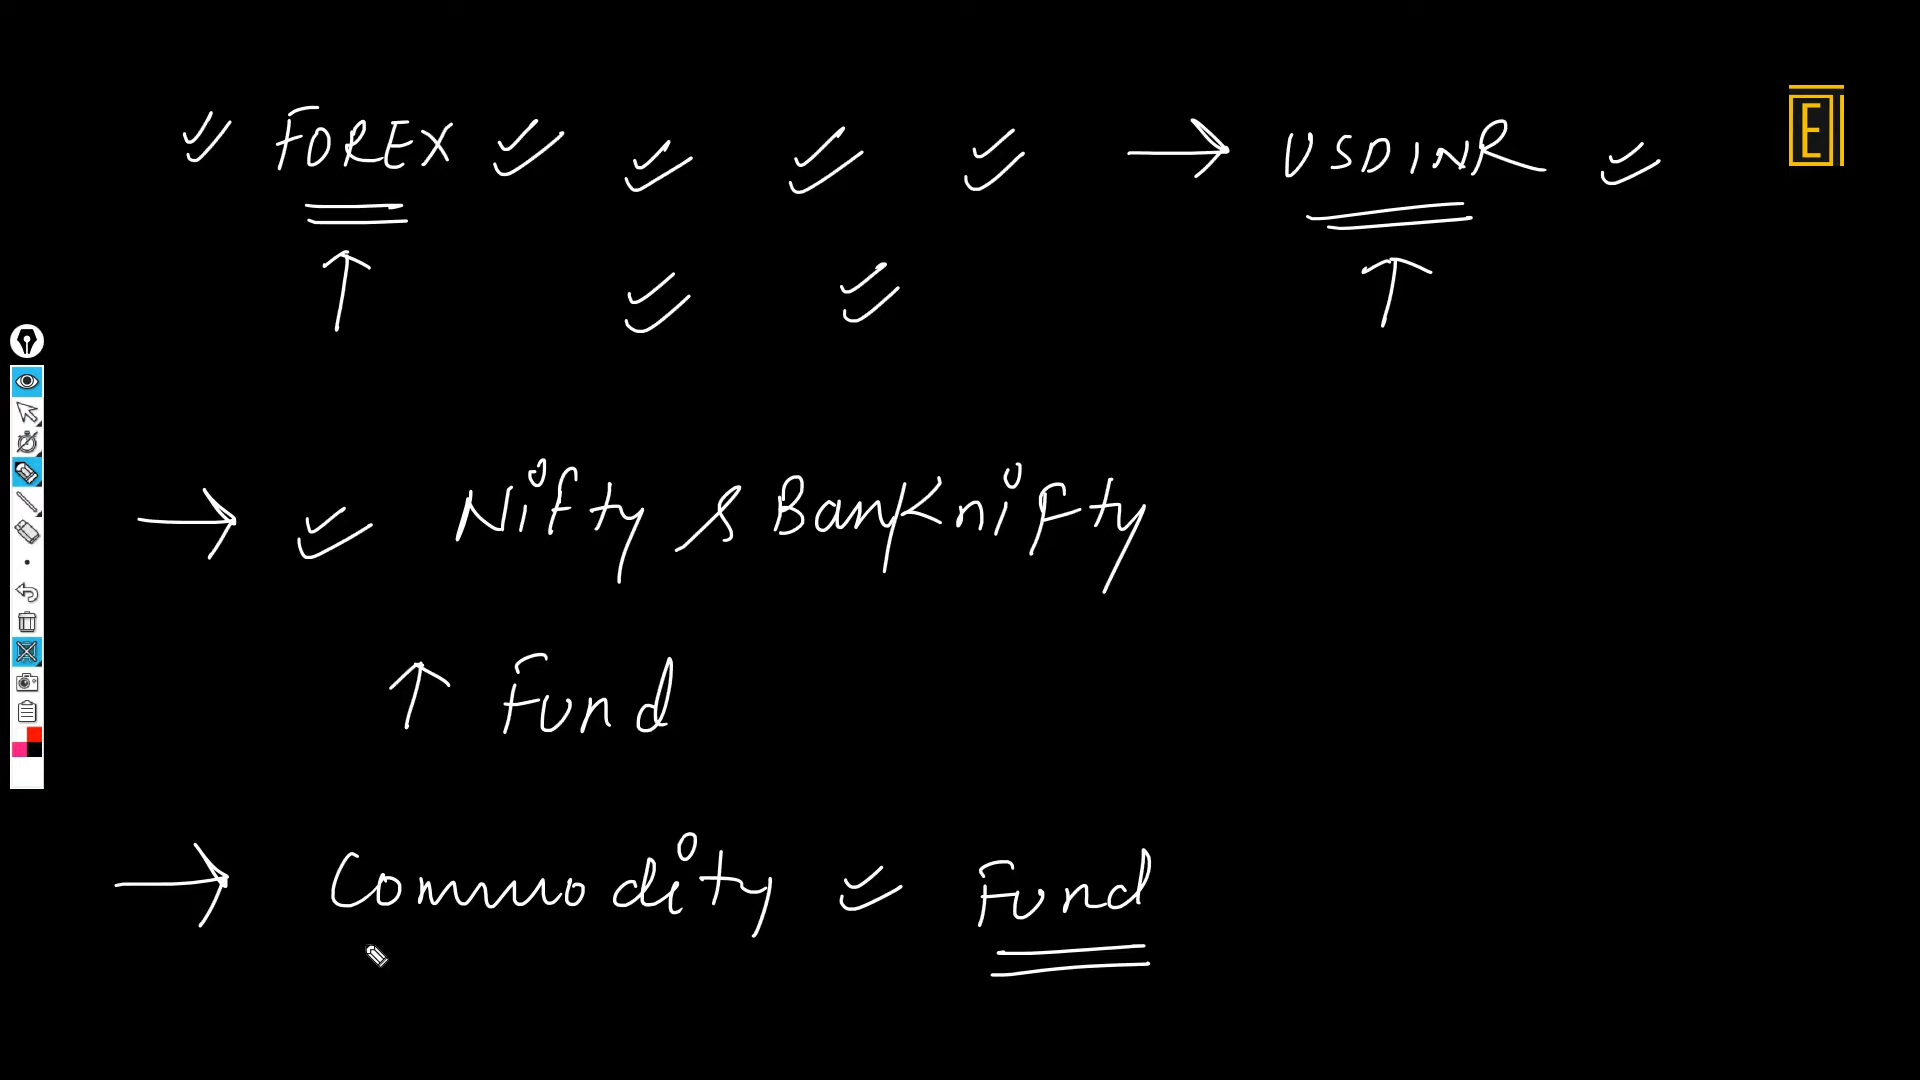 FOREX → USDINR
→ Nifty & BankNifty
↑ Fund
→ Commodity Fund